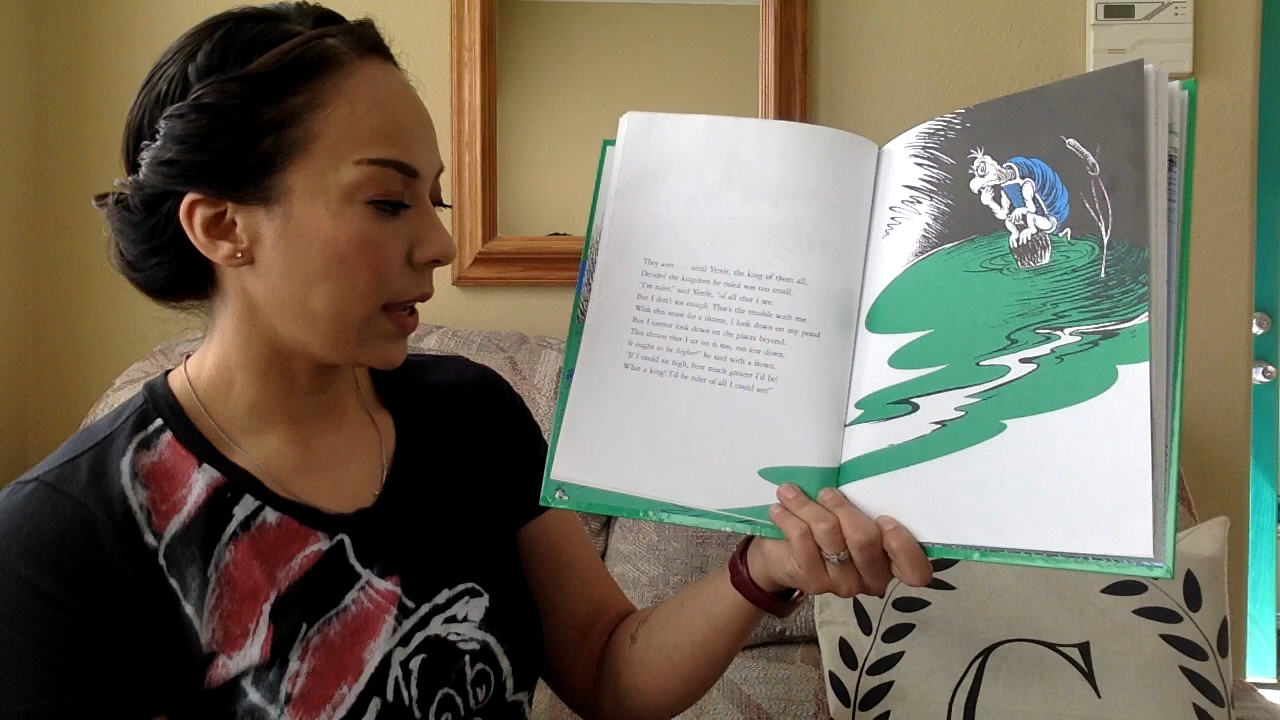 They were . . . until Yertle, the king of them all,
Decided the kingdom he ruled was too small.
"I'm ruler," said Yertle, "of all that I see.
But I don't see enough. That's the trouble with me.
With this stone for a throne, I look down on my pond
But I cannot look down on the places beyond.
This throne that I sit on is too, too low down.
It ought to be higher!" he said with a frown.
"If I could sit high, how much greater I'd be!
What a king! I'd be ruler of all I could see!"
C